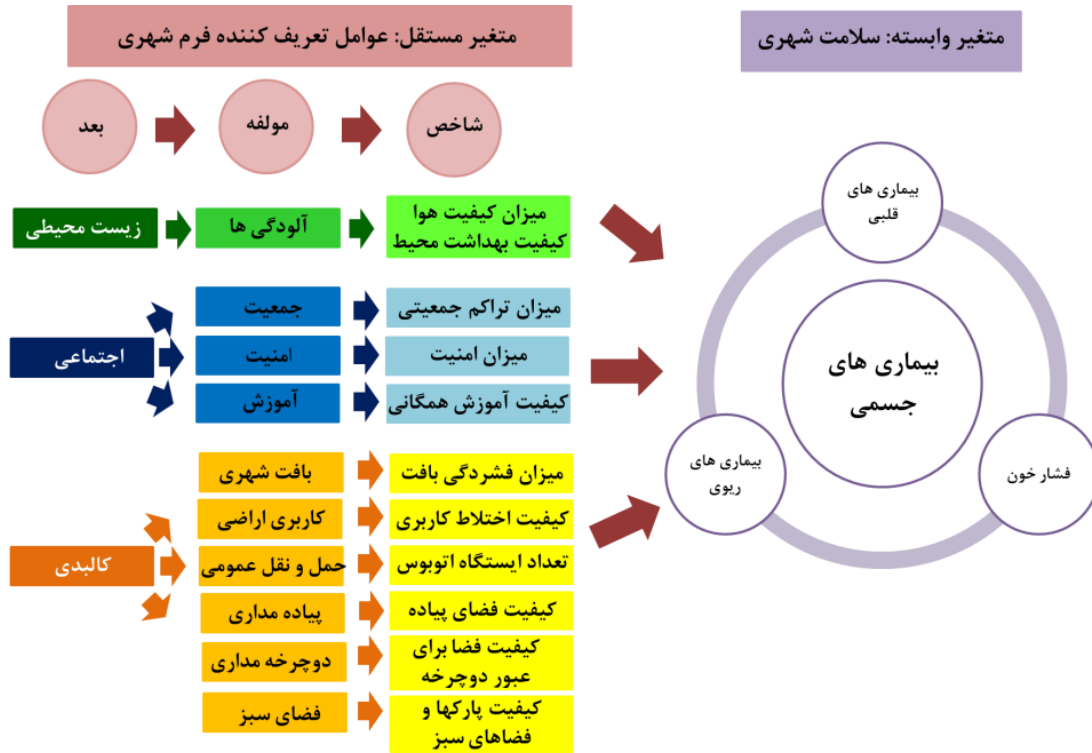 متغیر مستقل: عوامل تعریف کننده فرم شهری
متغیر وابسته: سلامت شهری
بعد
مولفه
شاخص
زیست محیطی
آلودگی ها
میزان کیفیت هوا
کیفیت بهداشت محیط
اجتماعی
جمعیت
میزان تراکم جمعیتی
امنیت
میزان امنیت
آموزش
کیفیت آموزش همگانی
کالبدی
بافت شهری
میزان فشردگی بافت
کاربری اراضی
کیفیت اختلاط کاربری
حمل و نقل عمومی
تعداد ایستگاه اتوبوس
پیاده مداری
کیفیت فضای پیاده
دوچرخه مداری
کیفیت فضا برای
عبور دوچرخه
فضای سبز
کیفیت پارکها و
فضاهای سبز
بیماری های
قلبی
بیماری های
جسمی
بیماری های
ریوی
فشار خون